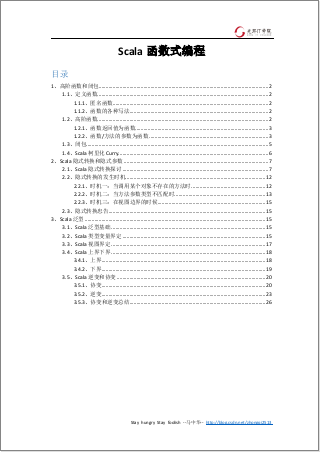 Scala 函数式编程
目录
1、高阶函数和闭包 2
1.1、定义函数 2
1.1.1、匿名函数 2
1.1.2、函数的各种写法 2
1.2、高阶函数 2
1.2.1、函数返回值为函数 3
1.2.2、函数/方法的参数为函数 3
1.3、闭包 5
1.4、Scala 柯里化 Curry 6
2、Scala 隐式转换和隐式参数 7
2.1、Scala 隐式转换探讨 7
2.2、隐式转换的发生时机 12
2.2.1、时机一：当调用某个对象不存在的方法时 12
2.2.2、时机二：当方法参数类型不匹配时 13
2.2.3、时机三：在视图边界的时候 15
2.3、隐式转换忠告 15
3、Scala 泛型 15
3.1、Scala 泛型基础 15
3.2、Scala 类型变量界定 15
3.3、Scala 视图界定 17
3.4、Scala 上界下界 18
3.4.1、上界 18
3.4.2、下界 19
3.5、Scala 逆变和协变 20
3.5.1、协变 20
3.5.2、逆变 23
3.5.3、协变和逆变总结 26
Stay hungry Stay foolish --马中华--